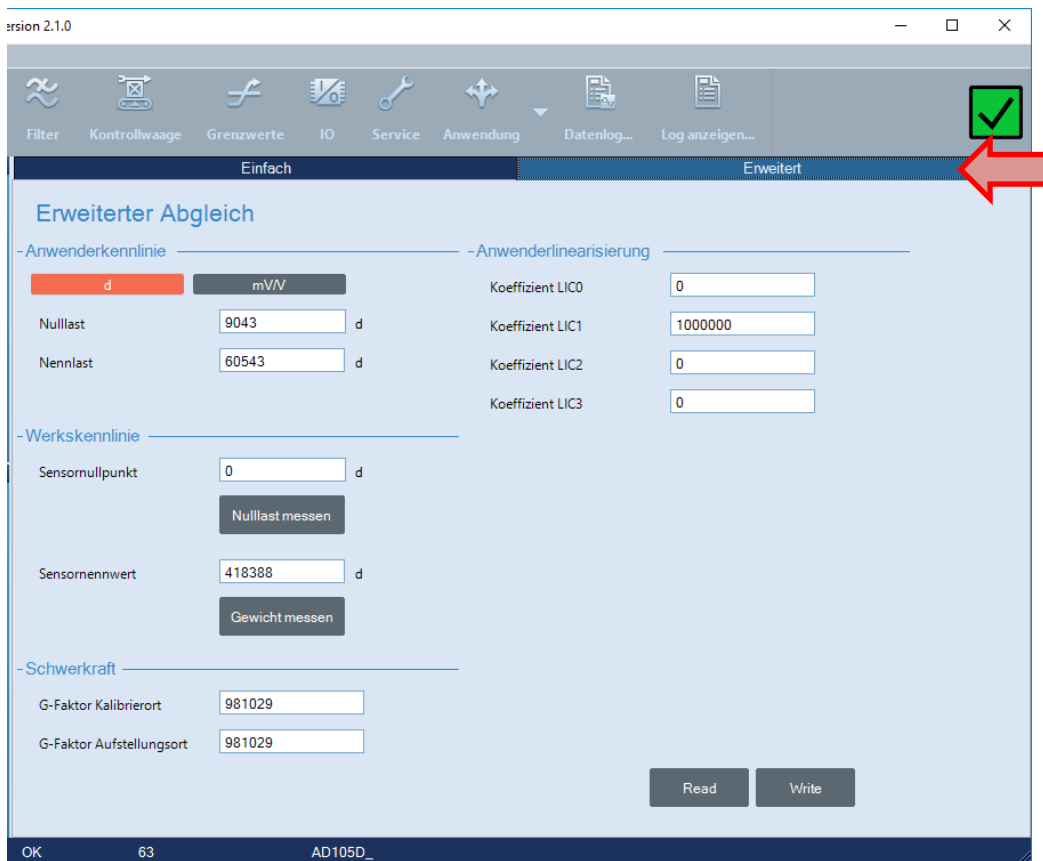 ersion 2.1.0
Filter Kontrollwaage Grenzwerte IO Service Anwendung Datenlog... Log anzeigen...
Einfach Erweitert
Erweiterter Abgleich
Anwenderkennlinie Anwenderlinearisierung
d mV/V Koeffizient LIC0 0
Nulllast 9043 d Koeffizient LIC1 1000000
Nennlast 60543 d Koeffizient LIC2 0
Koeffizient LIC3 0
Werkskennlinie
Sensornullpunkt 0 d
Nulllast messen
Sensornennwert 418388 d
Gewicht messen
Schwerkraft
G-Faktor Kalibrierort 981029
G-Faktor Aufstellungsort 981029
Read Write
OK 63 AD105D_